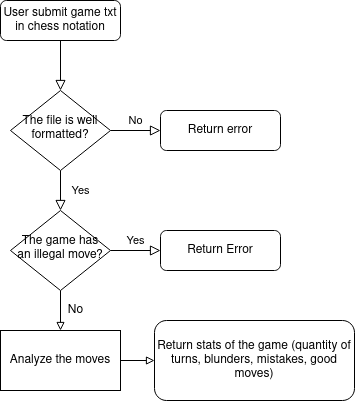 User submit game txt
in chess notation
The file is well
formatted?
No
Return error
Yes
The game has
an illegal move?
Yes
Return Error
No
Analyze the moves
Return stats of the game (quantity of
turns, blunders, mistakes, good
moves)